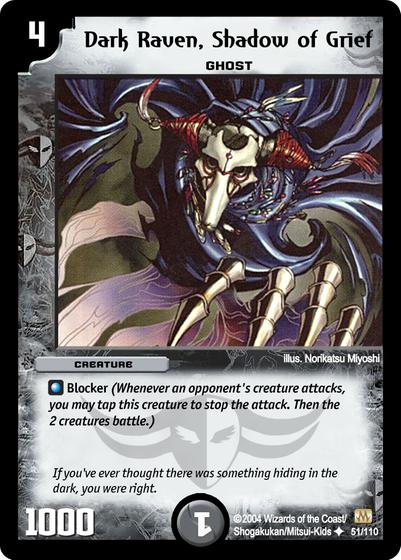 4 Dark Raven, Shadow of Grief
GHOST
illus. Norikatsu Miyoshi
CREATURE
Blocker (Whenever an opponent's creature attacks,
you may tap this creature to stop the attack. Then the
2 creatures battle.)
If you've ever thought there was something hiding in the
dark, you were right.
1000
1
©2004 Wizards of the Coast/
Shogakukan/Mitsui-Kids ✦ 51/110